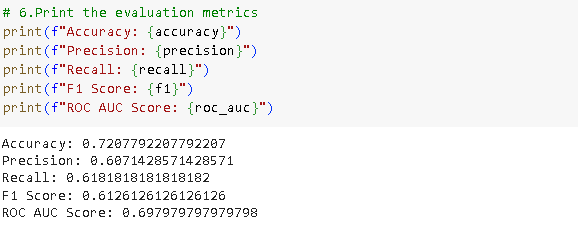 # 6.Print the evaluation metrics
print(f"Accuracy: {accuracy}")
print(f"Precision: {precision}")
print(f"Recall: {recall}")
print(f"F1 Score: {f1}")
print(f"ROC AUC Score: {roc_auc}")
Accuracy: 0.7207792207792207
Precision: 0.6071428571428571
Recall: 0.6181818181818182
F1 Score: 0.6126126126126126
ROC AUC Score: 0.697979797979798